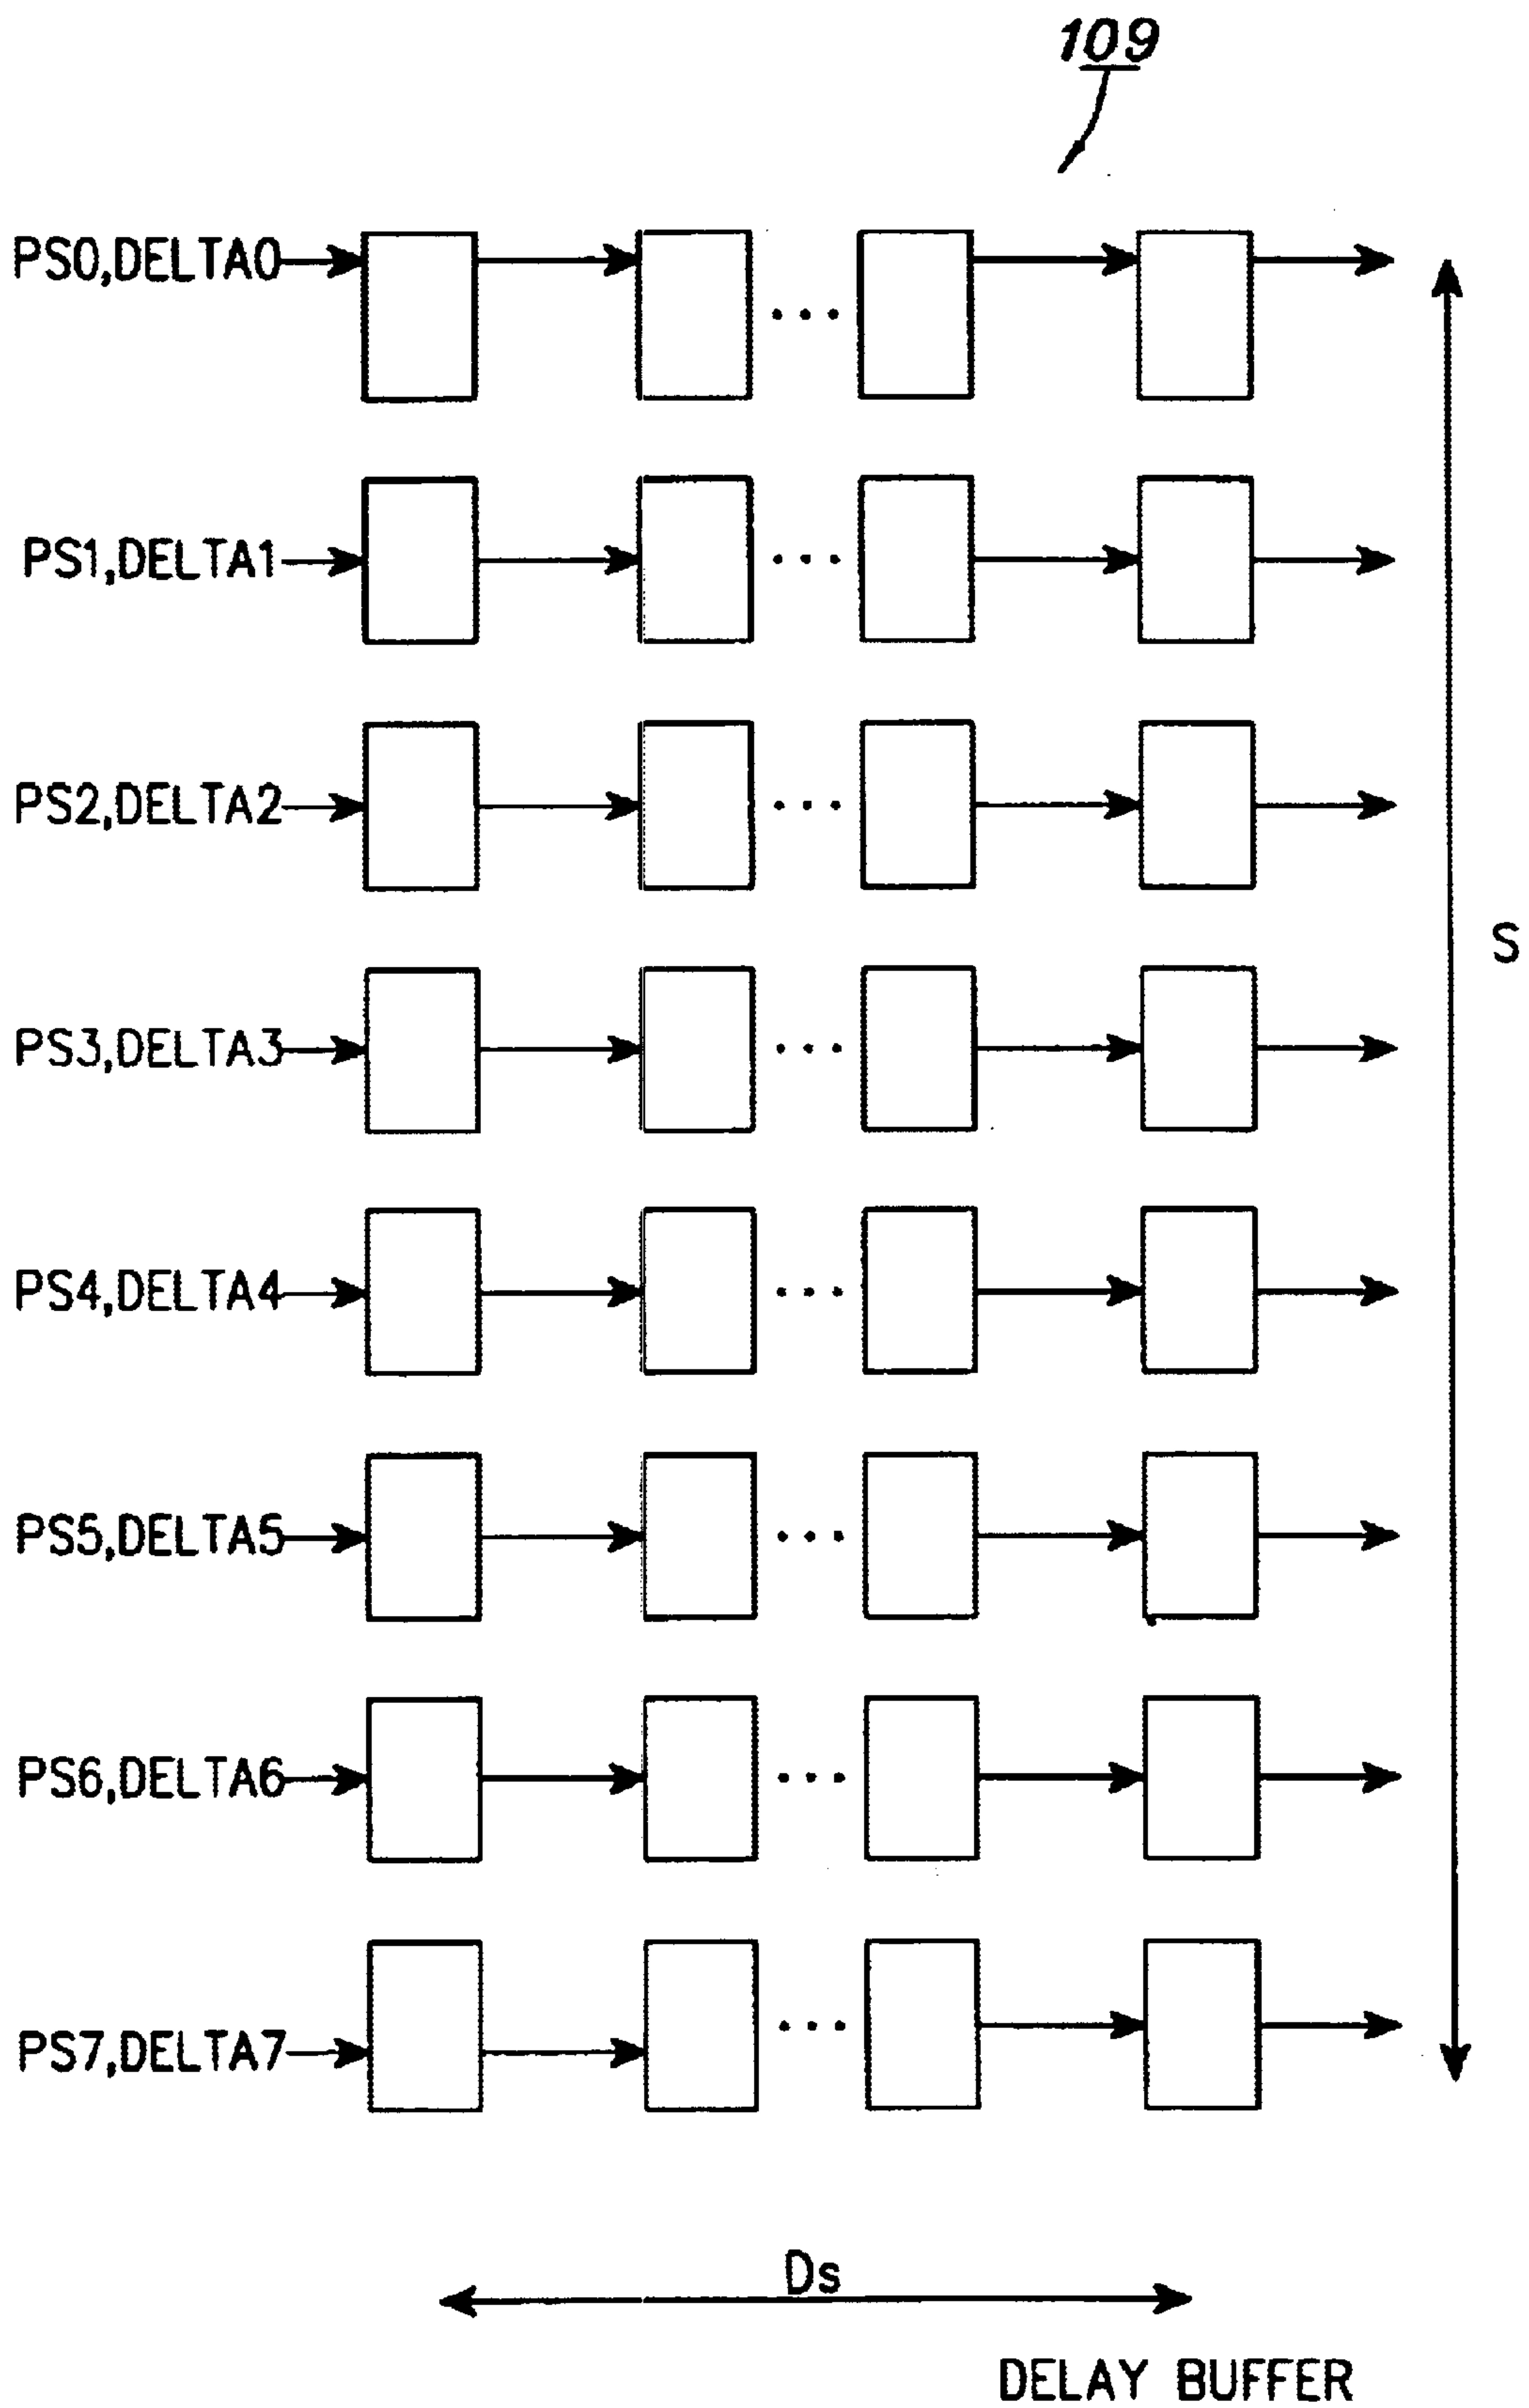 109
PS0,DELTA0
PS1,DELTA1
PS2,DELTA2
S
PS3,DELTA3
PS4,DELTA4
PS5,DELTA5
PS6,DELTA6
PS7,DELTA7
Ds
DELAY BUFFER